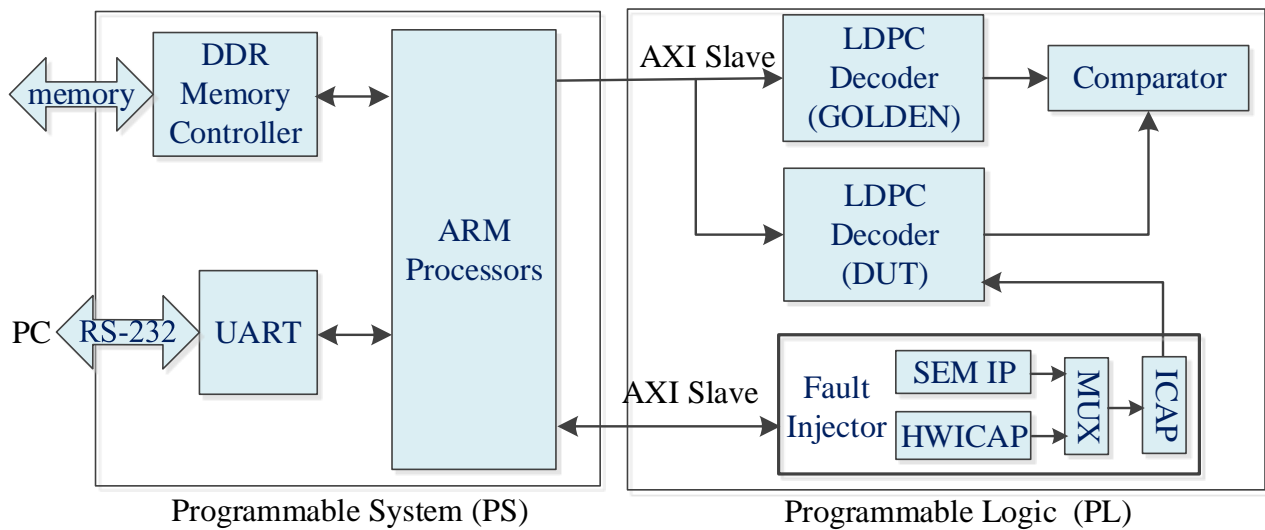 memory
DDR
Memory
Controller
PC
RS-232
UART
ARM
Processors
Programmable System (PS)
AXI Slave
LDPC
Decoder
(GOLDEN)
Comparator
LDPC
Decoder
(DUT)
AXI Slave
Fault
Injector
SEM IP
HWICAP
MUX
ICAP
Programmable Logic (PL)